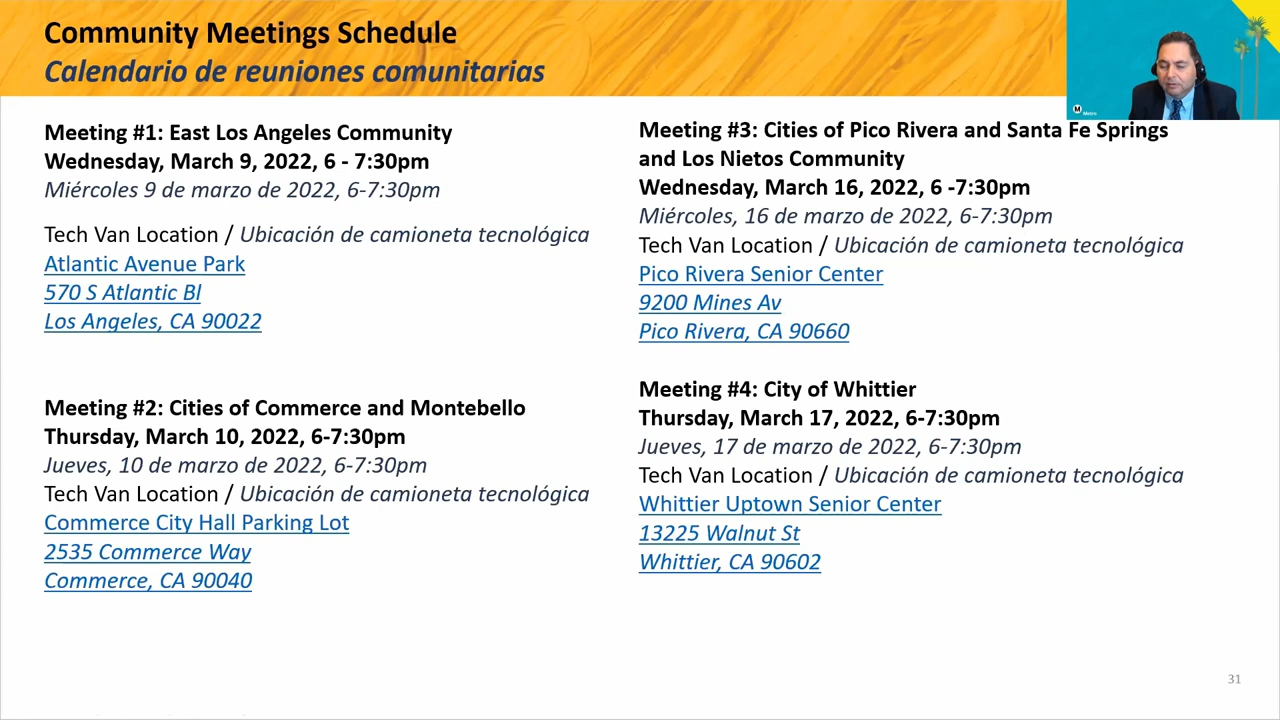 Community Meetings Schedule
Calendario de reuniones comunitarias
Meeting #1: East Los Angeles Community
Wednesday, March 9, 2022, 6 - 7:30pm
Miércoles 9 de marzo de 2022, 6-7:30pm
Tech Van Location / Ubicación de camioneta tecnológica
Atlantic Avenue Park
570 S Atlantic Bl
Los Angeles, CA 90022
Meeting #2: Cities of Commerce and Montebello
Thursday, March 10, 2022, 6-7:30pm
Jueves, 10 de marzo de 2022, 6-7:30pm
Tech Van Location / Ubicación de camioneta tecnológica
Commerce City Hall Parking Lot
2535 Commerce Way
Commerce, CA 90040
Meeting #3: Cities of Pico Rivera and Santa Fe Springs
and Los Nietos Community
Wednesday, March 16, 2022, 6 -7:30pm
Miércoles, 16 de marzo de 2022, 6-7:30pm
Tech Van Location / Ubicación de camioneta tecnológica
Pico Rivera Senior Center
9200 Mines Av
Pico Rivera, CA 90660
Meeting #4: City of Whittier
Thursday, March 17, 2022, 6-7:30pm
Jueves, 17 de marzo de 2022, 6-7:30pm
Tech Van Location / Ubicación de camioneta tecnológica
Whittier Uptown Senior Center
13225 Walnut St
Whittier, CA 90602
M
Metro
31